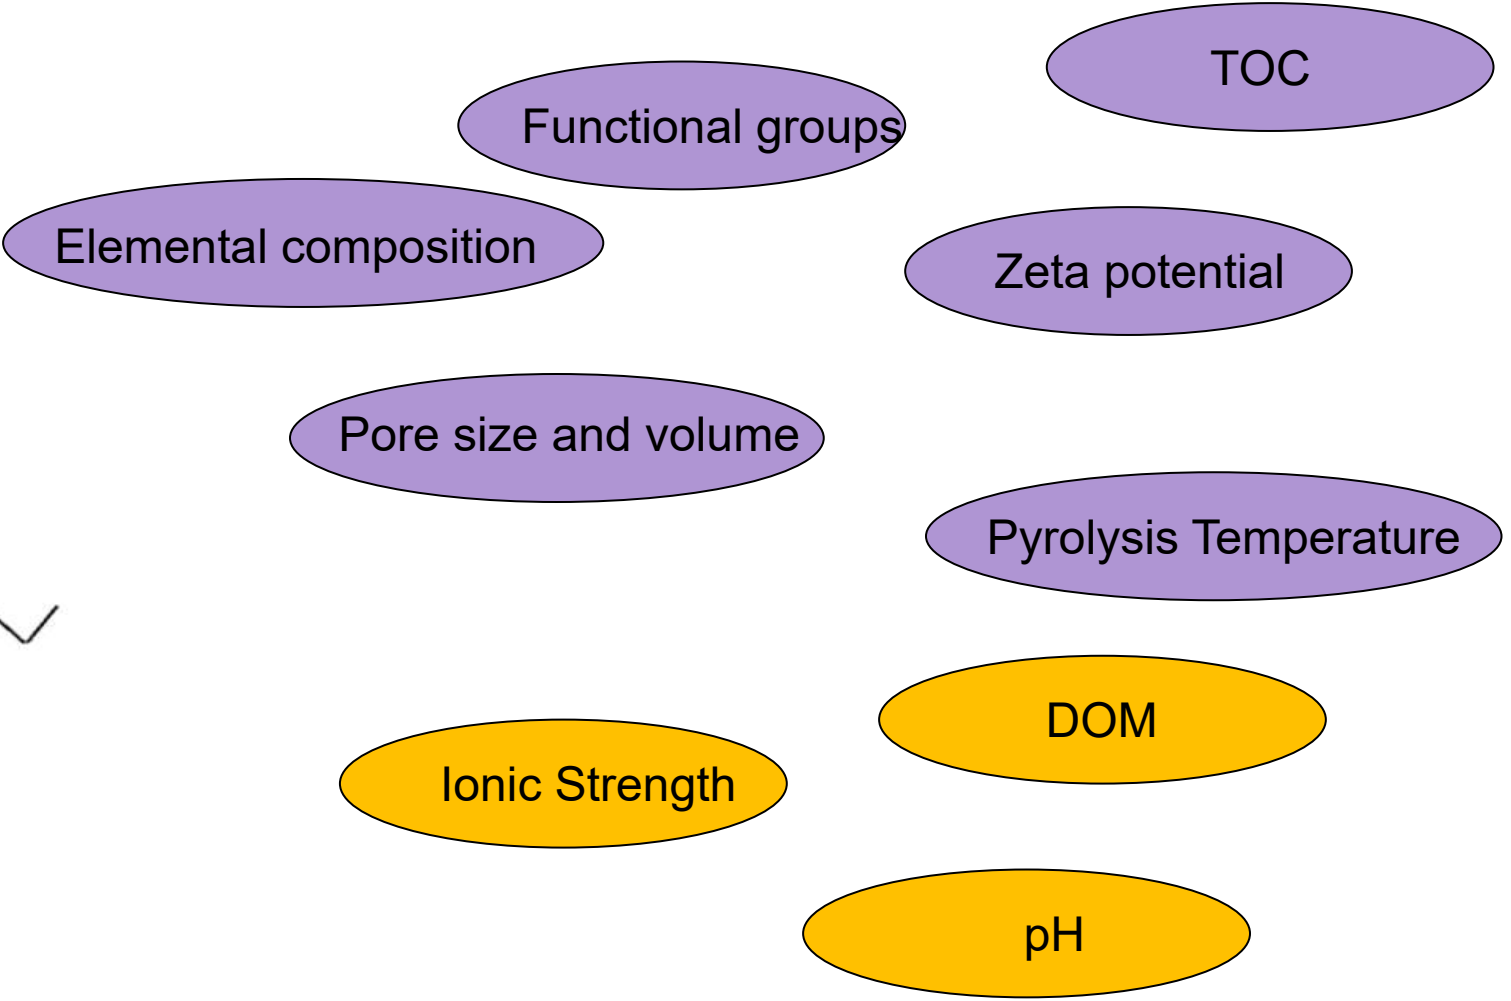 TOC
Functional groups
Elemental composition
Zeta potential
Pore size and volume
Pyrolysis Temperature
DOM
Ionic Strength
pH